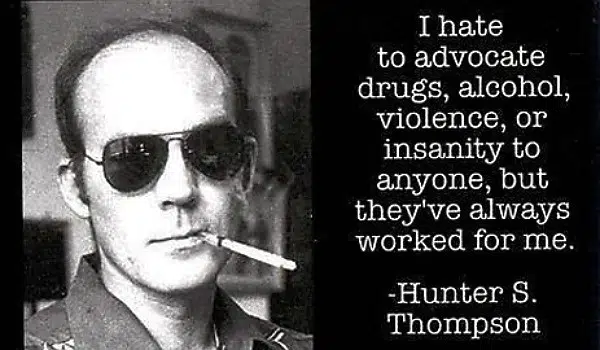 I hate
to advocate
drugs, alcohol,
violence, or
insanity to
anyone, but
they've always
worked for me.
-Hunter S.
Thompson